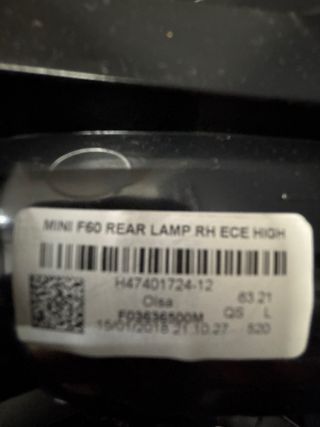 MINI F60 REAR LAMP RH ECE HIGH
H47401724-12
Olsa 63.21
F03636500M QS L
15/01/2018 21.10.27 520